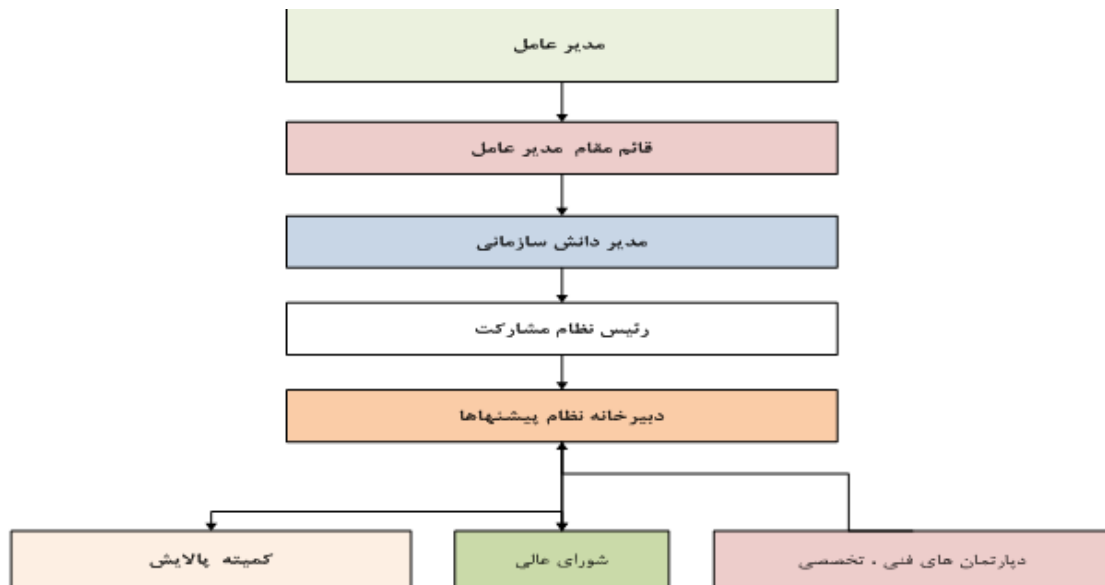 مدیر عامل
قائم مقام مدیر عامل
مدیر دانش سازمانی
رئیس نظام مشارکت
دبیرخانه نظام پیشنهاها
دپارتمان های فنی ، تخصصی
شورای عالی
کمیته پالایش